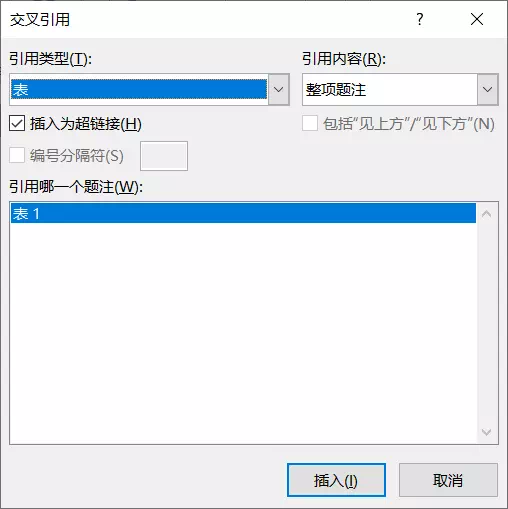 交叉引用
引用类型(T): 引用内容(R):
表 整项题注
插入为超链接(H) 包括“见上方”/“见下方”(N)
编号分隔符(S)
引用哪一个题注(W):
表 1
插入(I) 取消